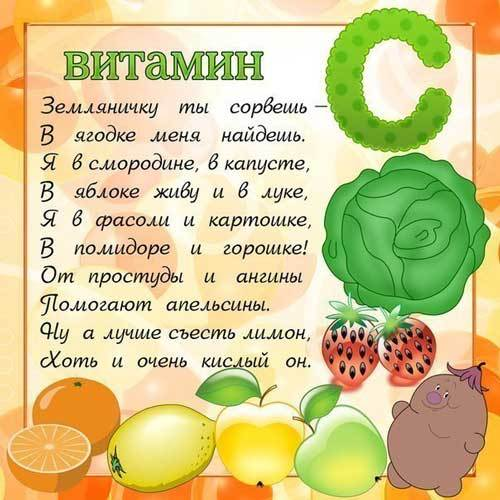 ВИТАМИН С
Земляничку ты сорвешь –
В ягодке меня найдешь.
Я в смородине, в капусте,
В яблоке живу и в луке,
Я в фасоли и картошке,
В помидоре и горошке!
От простуды и ангины
Помогают апельсины.
Ну а лучше съесть лимон,
Хоть и очень кислый он.